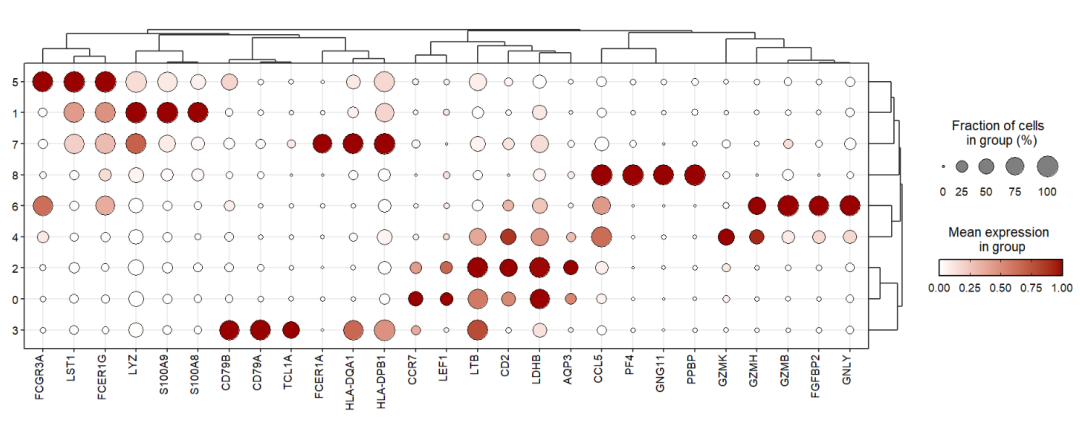 5
1
7
8
6
4
2
0
3
FCGR3A
LST1
FCER1G
LYZ
S100A9
S100A8
CD79B
CD79A
TCL1A
FCER1A
HLA-DQA1
HLA-DPB1
CCR7
LEF1
LTB
CD2
LDHB
AQP3
CCL5
PF4
GNG11
PPBP
GZMK
GZMH
GZMB
FGFBP2
GNLY
Fraction of cells
in group (%)
0 25 50 75 100
Mean expression
in group
0.00 0.25 0.50 0.75 1.00